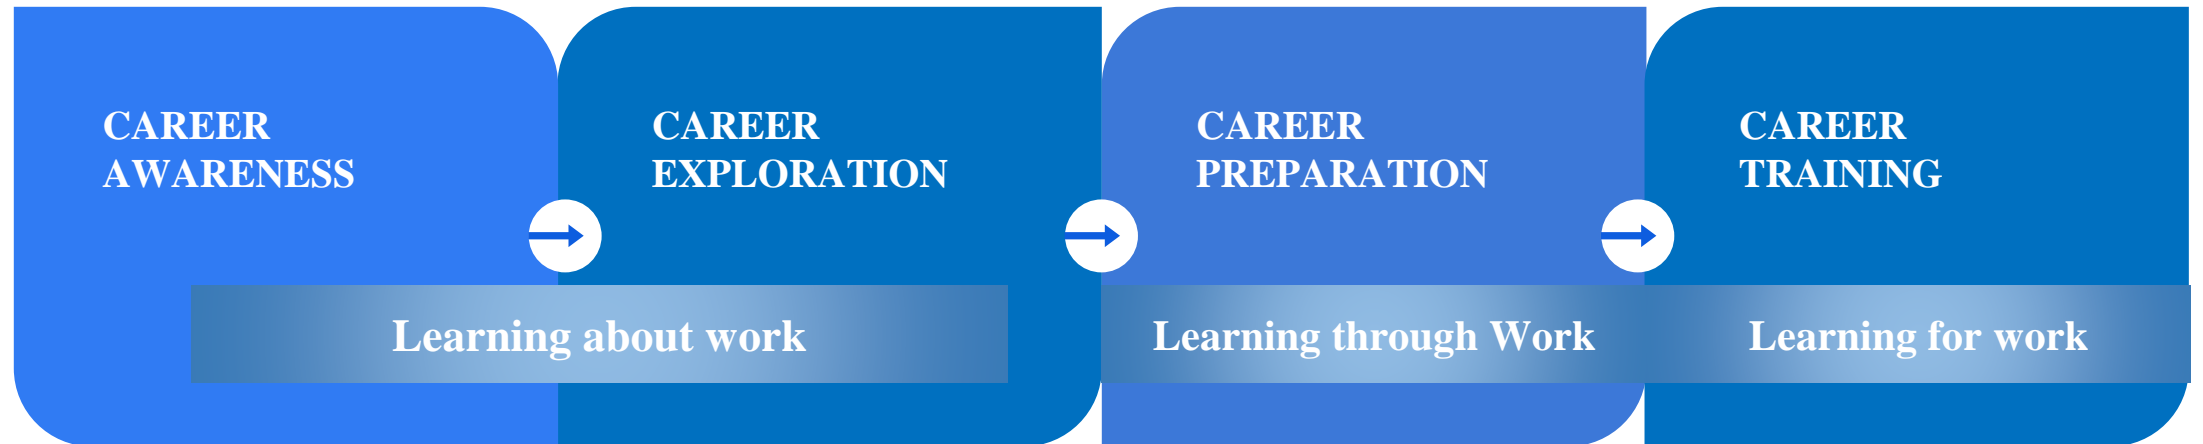 CAREER
AWARENESS
CAREER
EXPLORATION
CAREER
PREPARATION
CAREER
TRAINING
Learning about work
Learning through Work
Learning for work